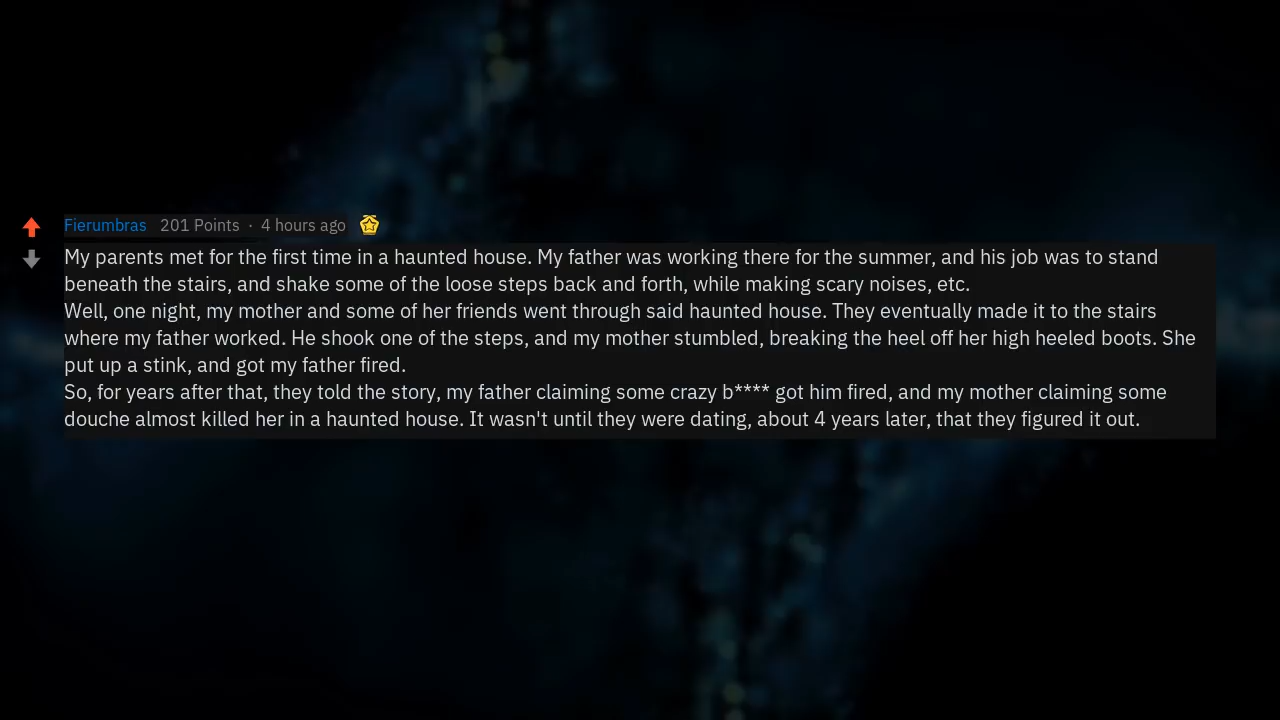 Fierumbras 201 Points · 4 hours ago
My parents met for the first time in a haunted house. My father was working there for the summer, and his job was to stand
beneath the stairs, and shake some of the loose steps back and forth, while making scary noises, etc.
Well, one night, my mother and some of her friends went through said haunted house. They eventually made it to the stairs
where my father worked. He shook one of the steps, and my mother stumbled, breaking the heel off her high heeled boots. She
put up a stink, and got my father fired.
So, for years after that, they told the story, my father claiming some crazy b**** got him fired, and my mother claiming some
douche almost killed her in a haunted house. It wasn't until they were dating, about 4 years later, that they figured it out.